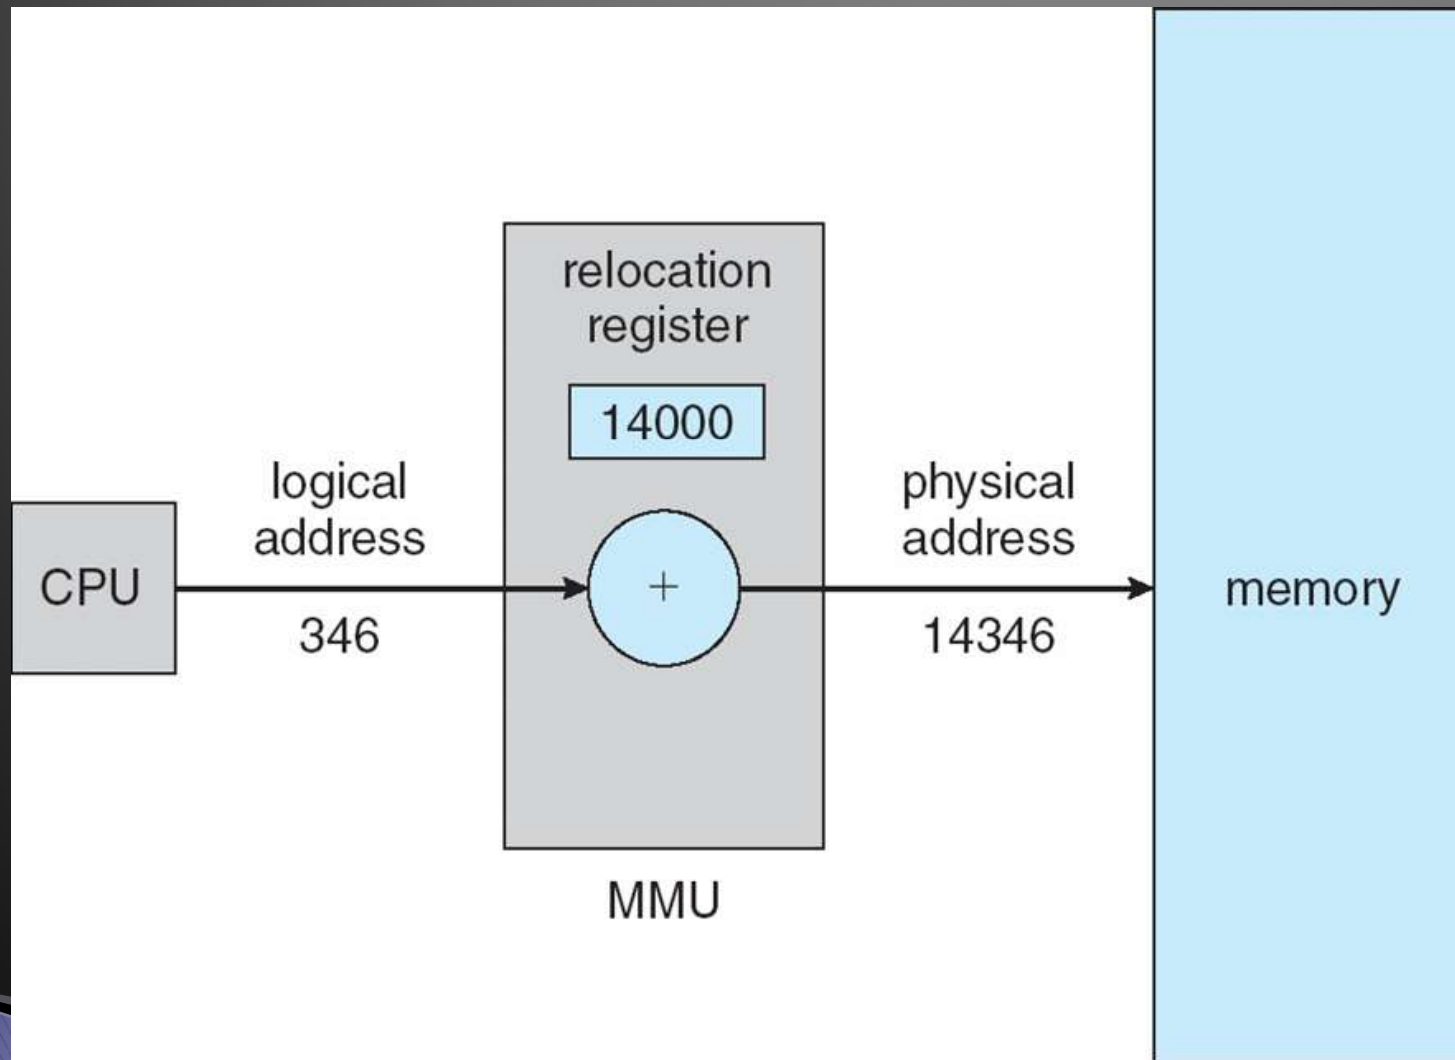 relocation
register
14000
logical
address
physical
address
CPU
+
memory
346
14346
MMU